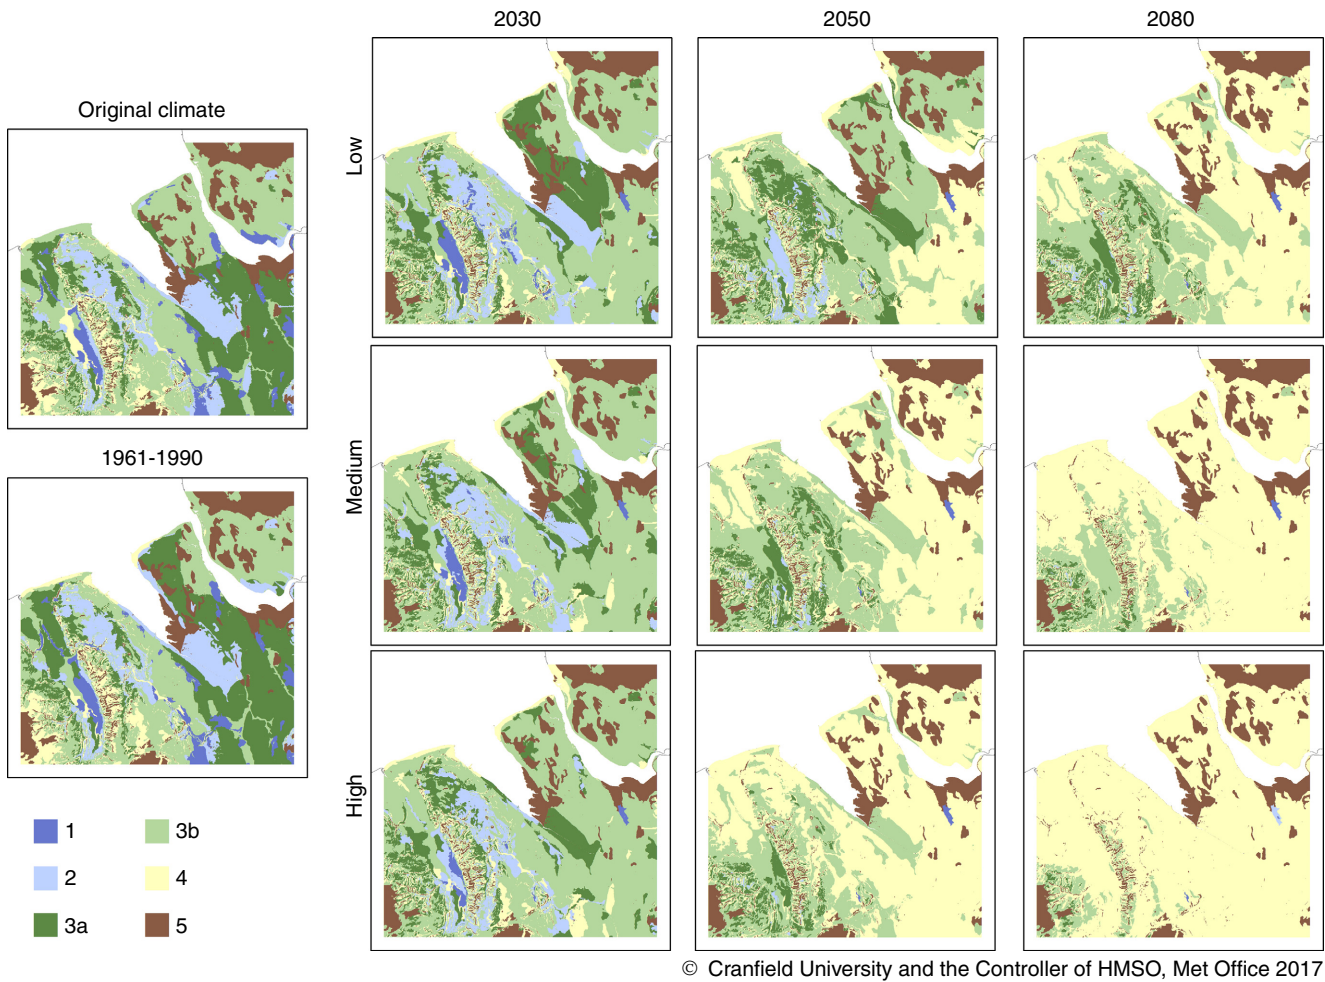 2030
2050
2080
Original climate
Low
1961-1990
Medium
High
1
3b
2
4
3a
5
© Cranfield University and the Controller of HMSO, Met Office 2017